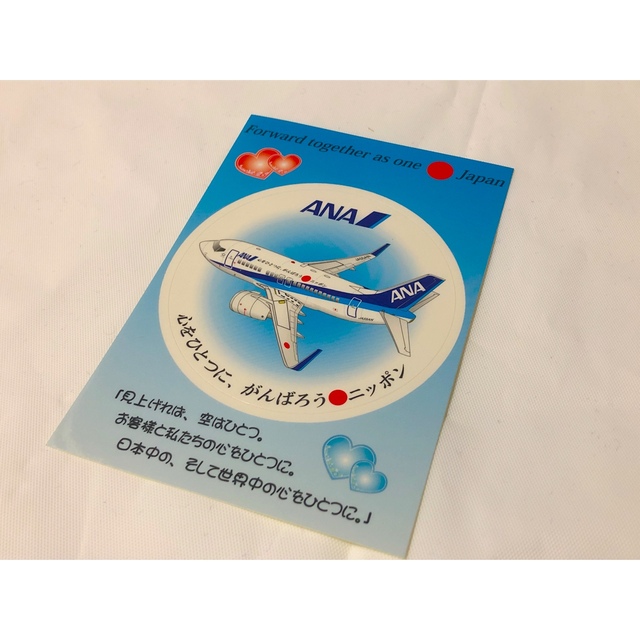 Forward together as one ● Japan
ANA
ANA
ANA
心をひとつに、がんばろう●ニッポン
「見上げれば、空はひとつ。
お客様と私たちの心をひとつに。
日本中の、そして世界中の心をひとつに。」